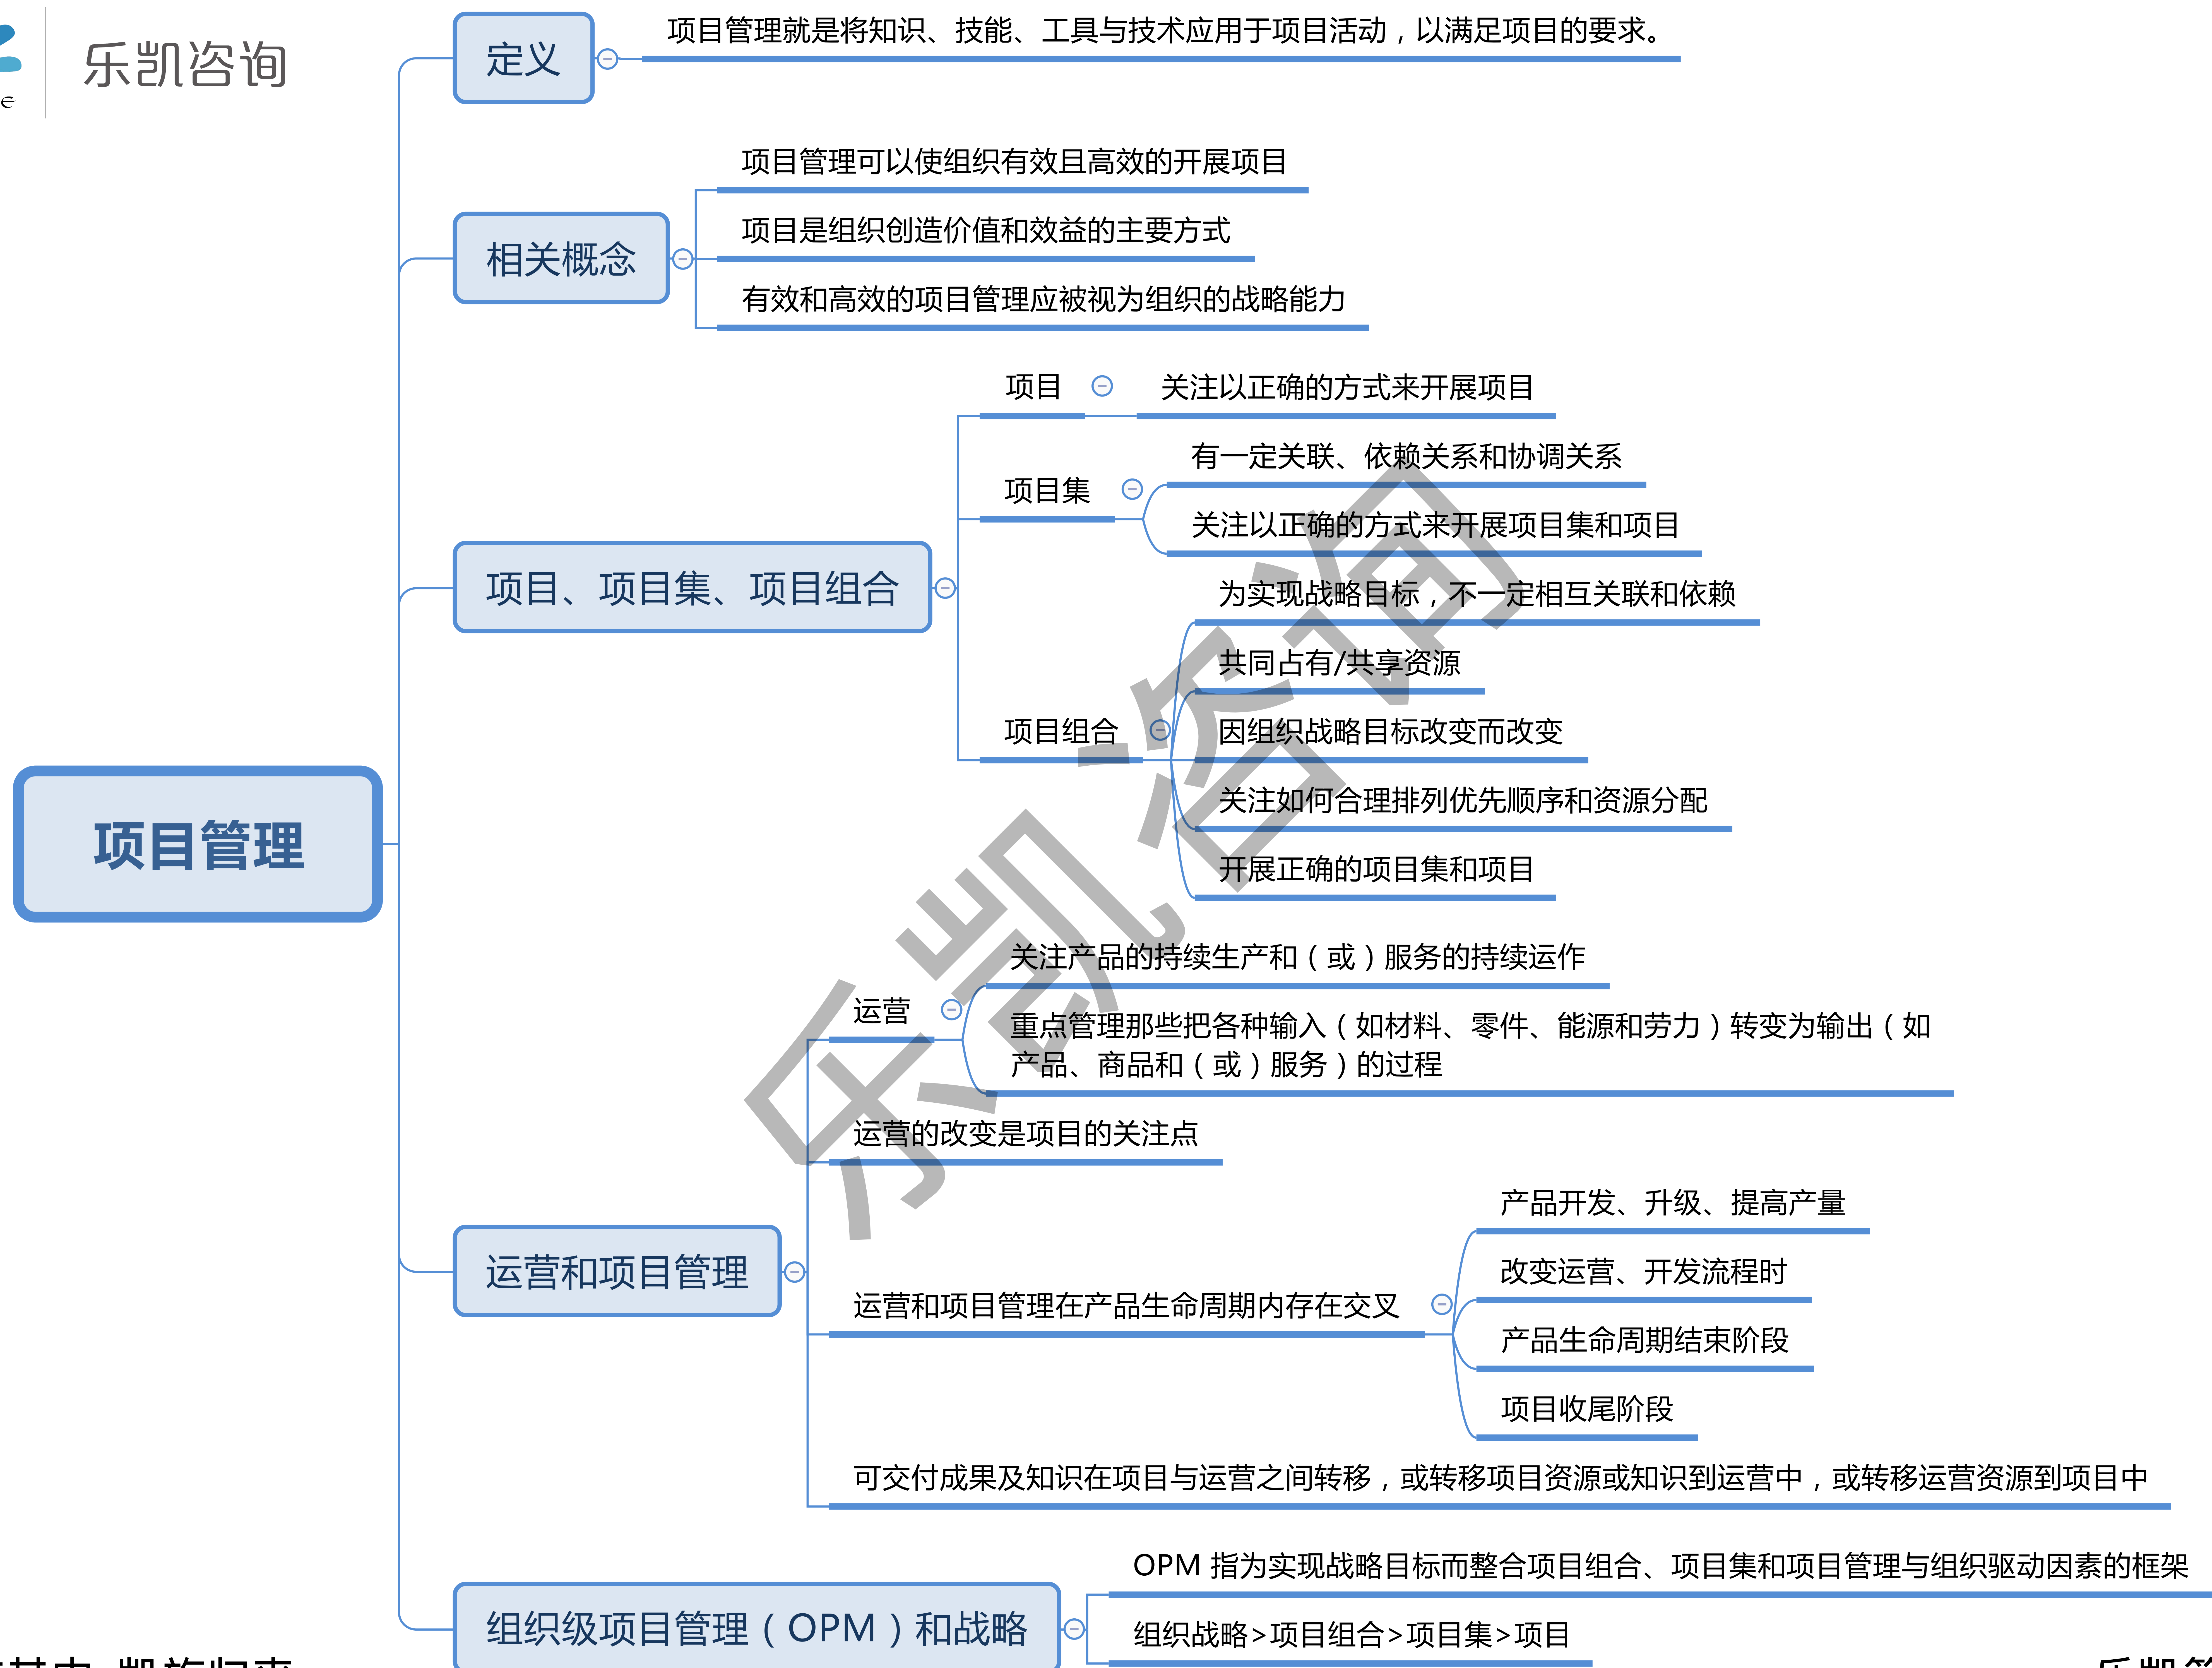 乐凯咨询
定义
项目管理就是将知识、技能、工具与技术应用于项目活动，以满足项目的要求。
相关概念
项目管理可以使组织有效且高效的开展项目
项目是组织创造价值和效益的主要方式
有效和高效的项目管理应被视为组织的战略能力
项目、项目集、项目组合
项目
关注以正确的方式来开展项目
项目集
有一定关联、依赖关系和协调关系
关注以正确的方式来开展项目集和项目
项目组合
为实现战略目标，不一定相互关联和依赖
共同占有/共享资源
因组织战略目标改变而改变
关注如何合理排列优先顺序和资源分配
开展正确的项目集和项目
项目管理
运营和项目管理
运营
关注产品的持续生产和（或）服务的持续运作
重点管理那些把各种输入（如材料、零件、能源和劳力）转变为输出（如
产品、商品和（或）服务）的过程
运营的改变是项目的关注点
运营和项目管理在产品生命周期内存在交叉
产品开发、升级、提高产量
改变运营、开发流程时
产品生命周期结束阶段
项目收尾阶段
可交付成果及知识在项目与运营之间转移，或转移项目资源或知识到运营中，或转移运营资源到项目中
组织级项目管理（OPM）和战略
OPM 指为实现战略目标而整合项目组合、项目集和项目管理与组织驱动因素的框架
组织战略>项目组合>项目集>项目
乐凯咨询